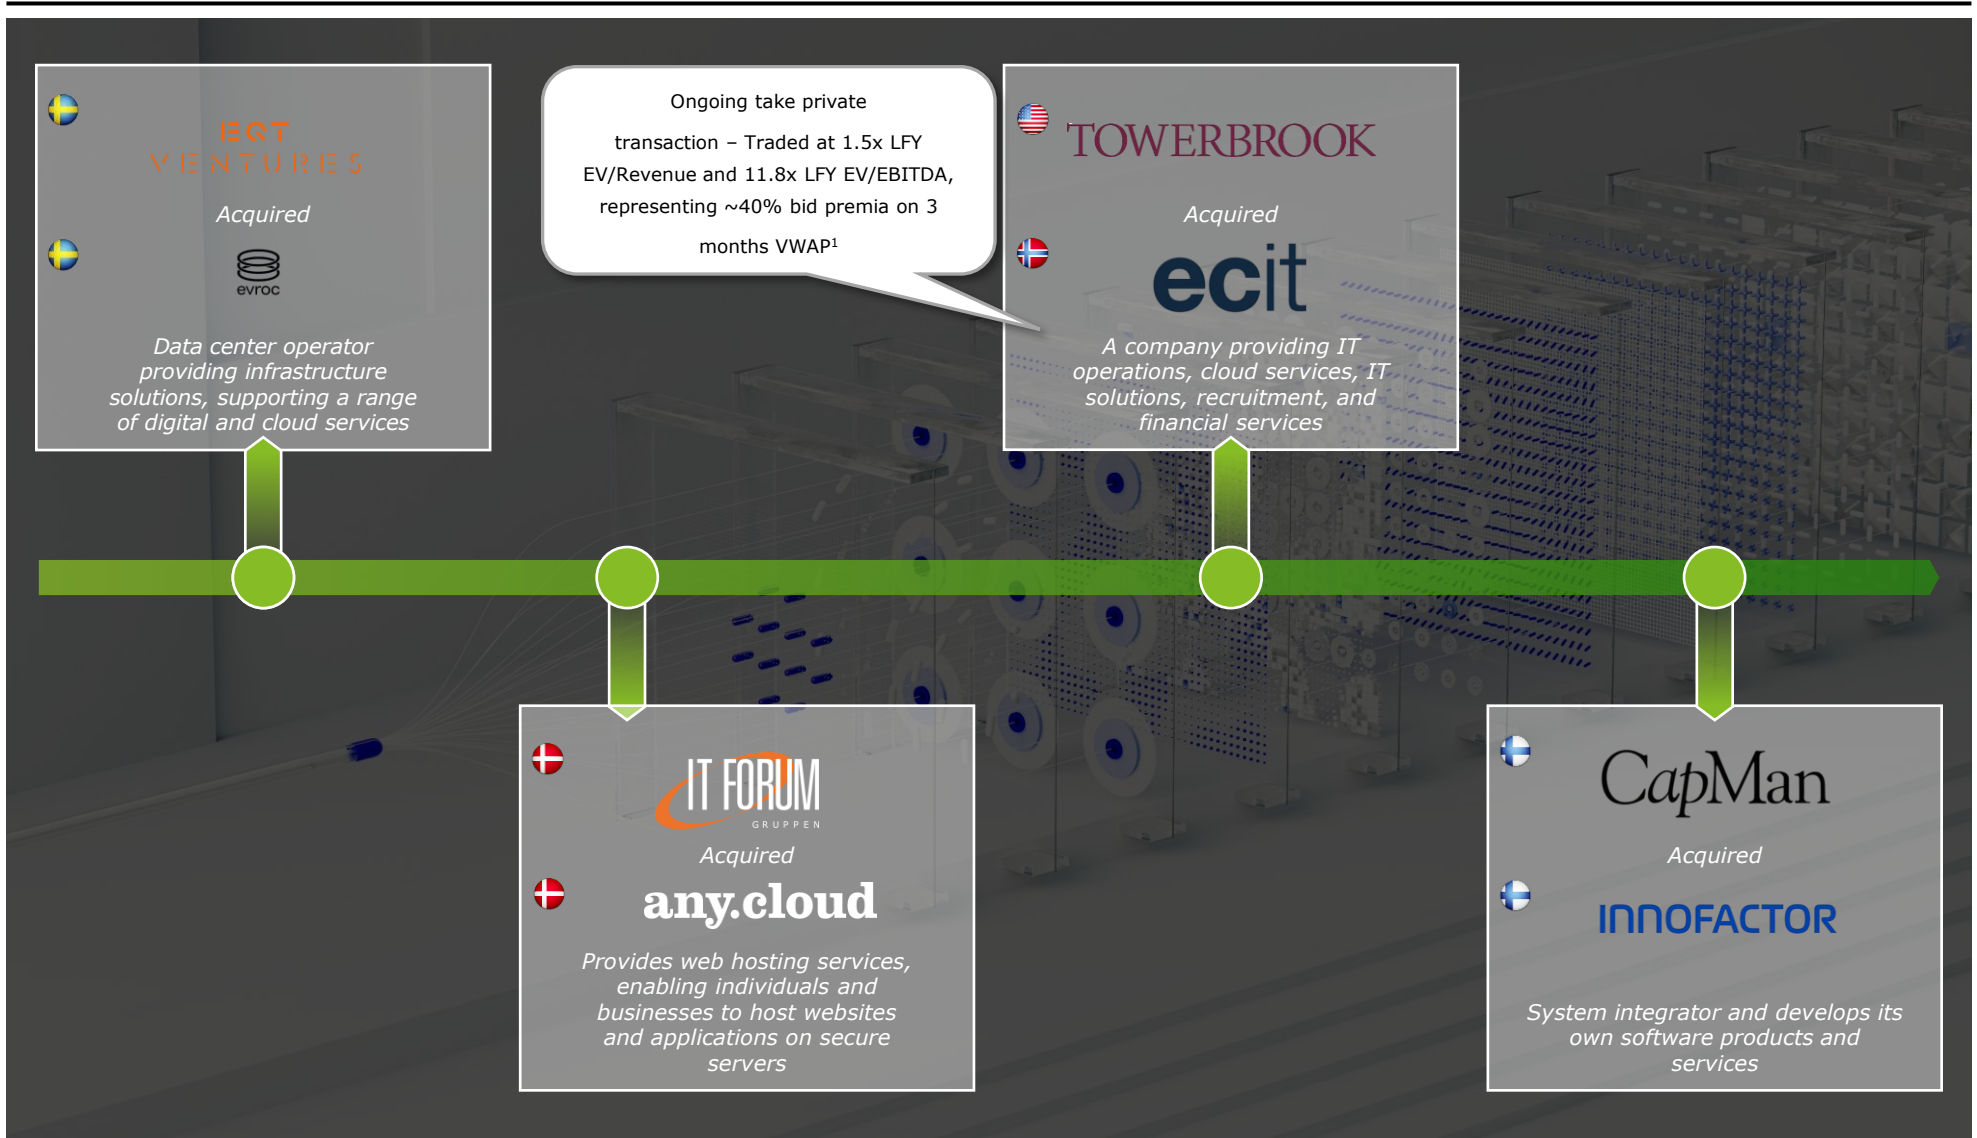 EQT
VENTURES
Acquired
evroc
Data center operator
providing infrastructure
solutions, supporting a range
of digital and cloud services
Ongoing take private
transaction – Traded at 1.5x LFY
EV/Revenue and 11.8x LFY EV/EBITDA,
representing ~40% bid premia on 3
months VWAP¹
TOWERBROOK
Acquired
ecit
A company providing IT
operations, cloud services, IT
solutions, recruitment, and
financial services
IT FORUM
GRUPPEN
Acquired
any.cloud
Provides web hosting services,
enabling individuals and
businesses to host websites
and applications on secure
servers
CapMan
Acquired
INNOFACTOR
System integrator and develops its
own software products and
services